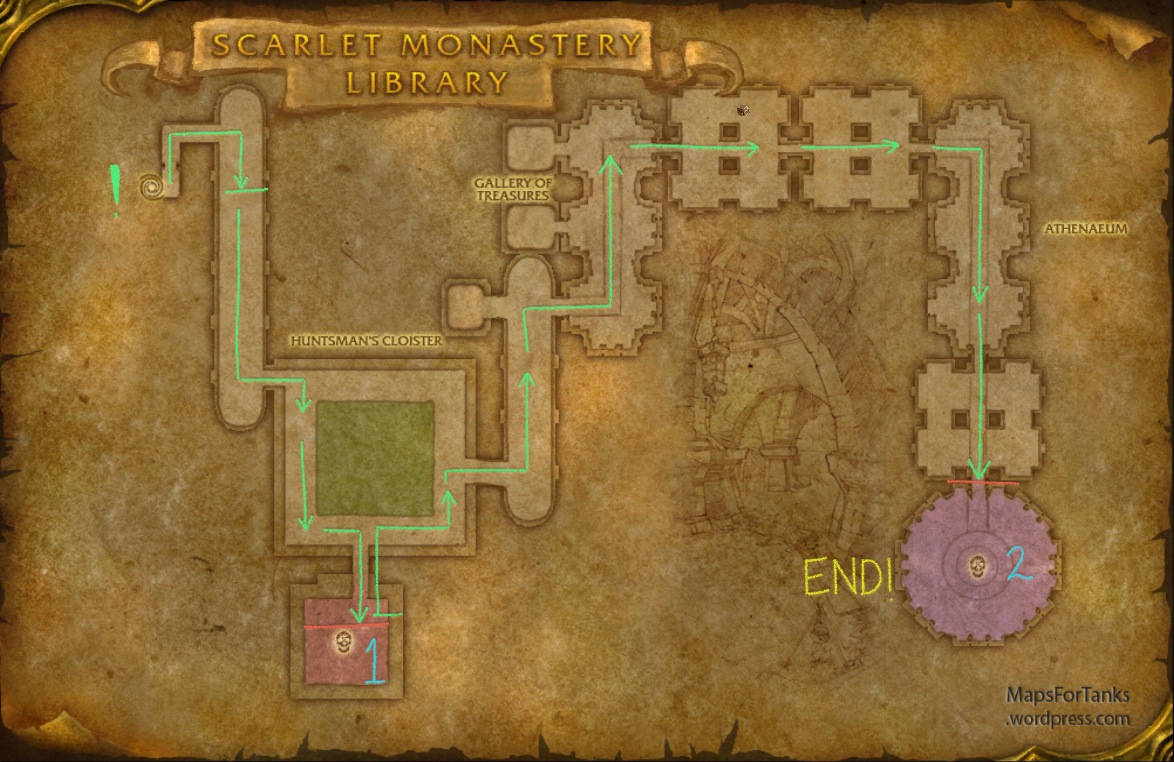 SCARLET MONASTERY
LIBRARY
!
GALLERY OF
TREASURES
ATHENAEUM
HUNTSMAN'S CLOISTER
END!
2
1
MapsForTanks
.wordpress.com